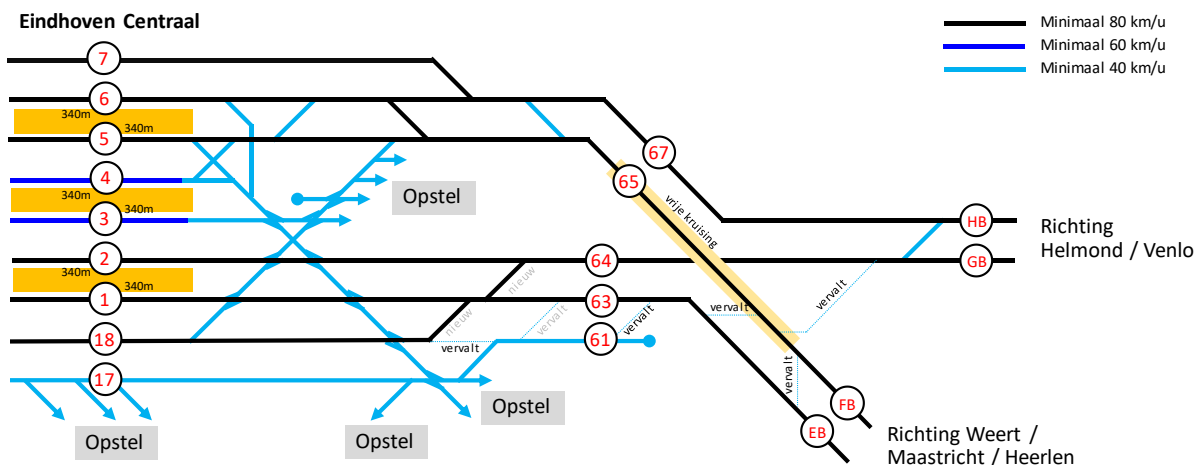 Eindhoven Centraal
Minimaal 80 km/u
Minimaal 60 km/u
Minimaal 40 km/u
7
6
340m
340m
5
67
4
65
340m
340m
Opstel
vrije kruising
3
HB
Richting
Helmond / Venlo
2
64
GB
340m
340m
nieuw
vervalt
1
63
nieuw
vervalt
vervalt
vervalt
18
vervalt
61
17
vervalt
Opstel
FB
Opstel
Opstel
EB
Richting Weert /
Maastricht / Heerlen